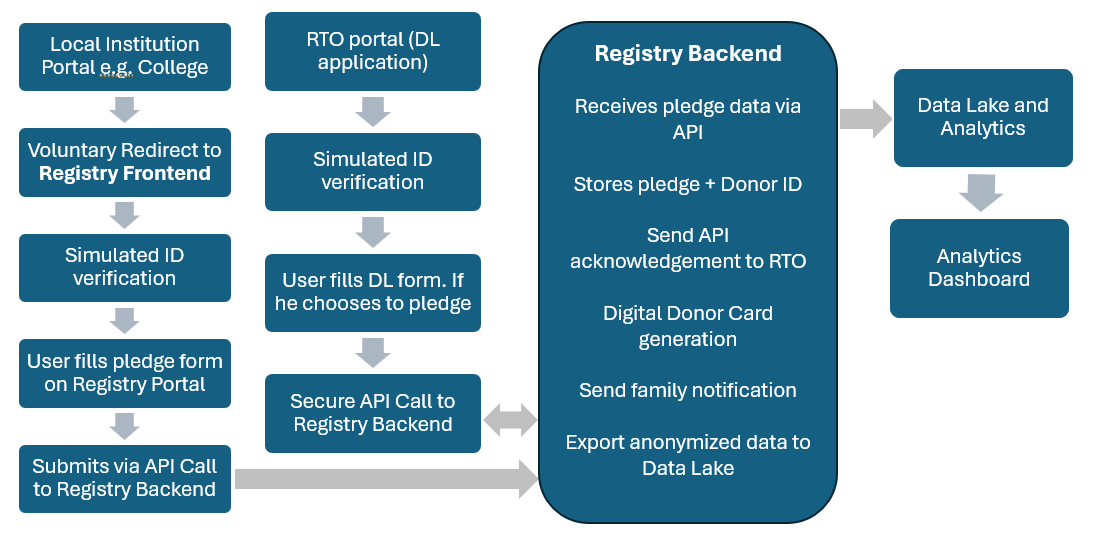 Local Institution
Portal e.g. College
Voluntary Redirect to
Registry Frontend
Simulated ID
verification
User fills pledge form
on Registry Portal
Submits via API Call
to Registry Backend
RTO portal (DL
application)
Simulated ID
verification
User fills DL form. If
he chooses to pledge
Secure API Call to
Registry Backend
Registry Backend
Receives pledge data via
API
Stores pledge + Donor ID
Send API
acknowledgement to RTO
Digital Donor Card
generation
Send family notification
Export anonymized data to
Data Lake
Data Lake and
Analytics
Analytics
Dashboard